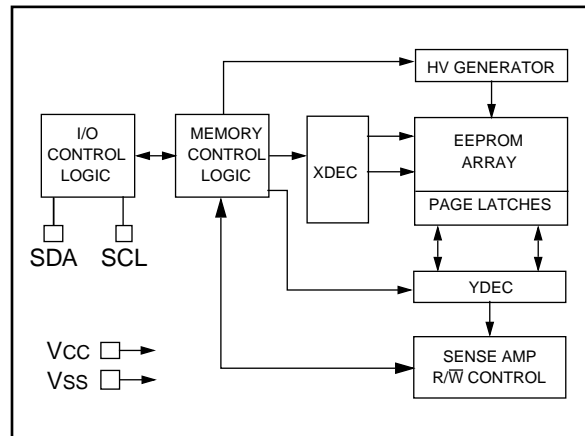 HV GENERATOR
I/O
CONTROL
LOGIC
MEMORY
CONTROL
LOGIC
XDEC
EEPROM
ARRAY
PAGE LATCHES
SDA
SCL
YDEC
VCC
VSS
SENSE AMP
R/W̅ CONTROL